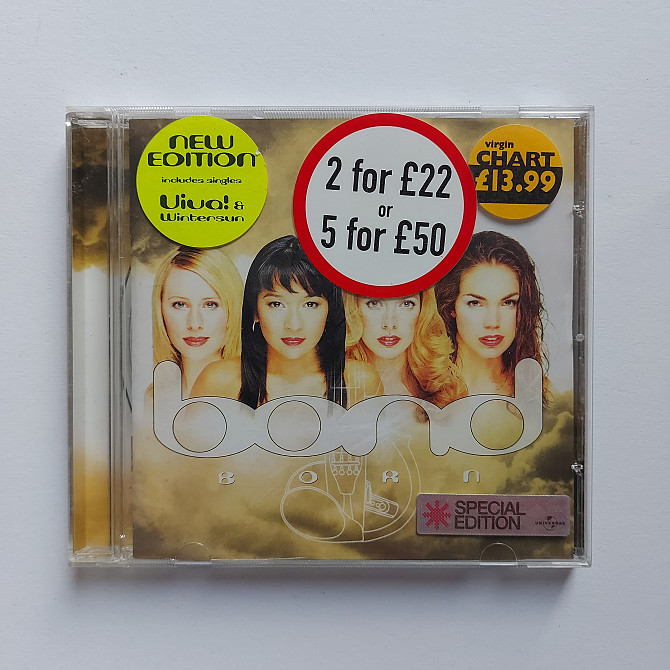 NEW
EDITION
includes singles
Viva! &
Wintersun
2 for £22
or
5 for £50
virgin
CHART
£13.99
bond
BORN
SPECIAL
EDITION
UNIVERSAL